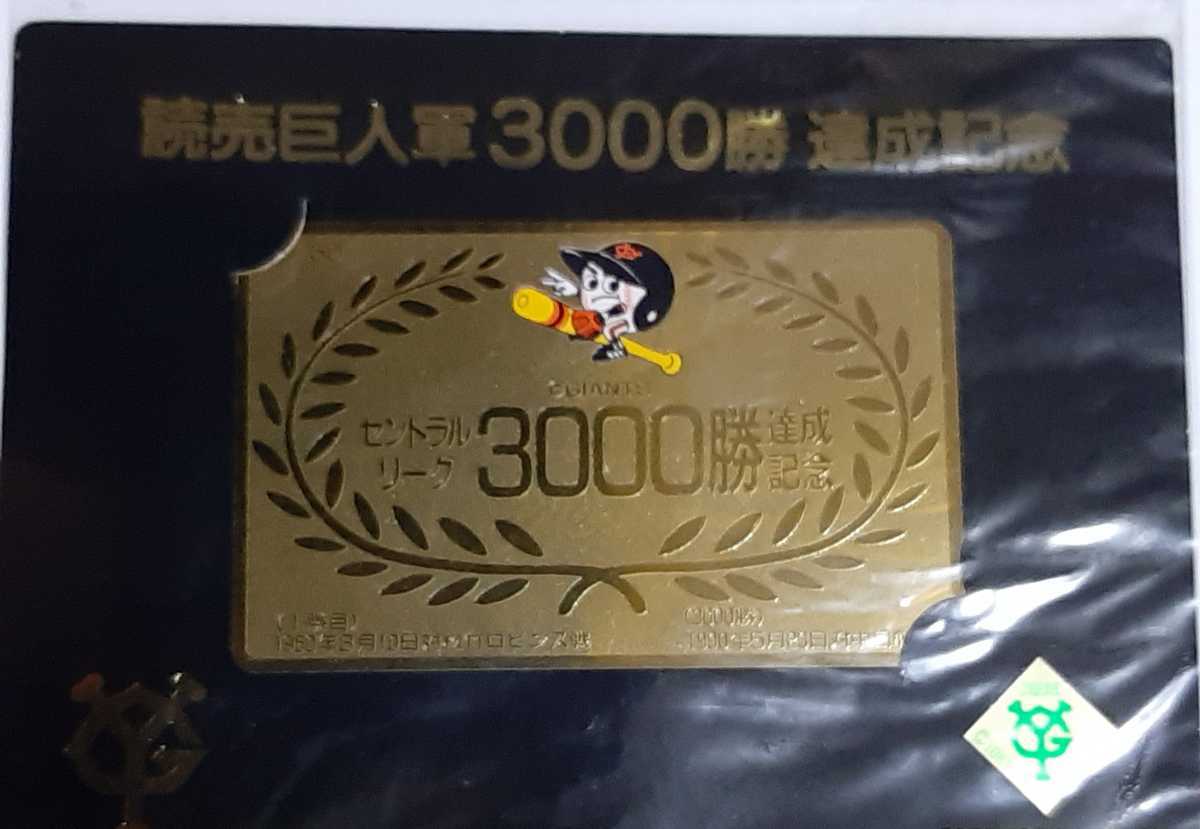 読売巨人軍3000勝 達成記念
©GIANTS
セントラルリーグ 3000勝 達成記念
(1勝目)
(3000勝)